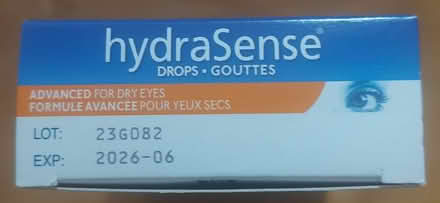 hydraSense®
DROPS • GOUTTES
ADVANCED FOR DRY EYES
FORMULE AVANCÉE POUR YEUX SECS
LOT: 23G082
EXP: 2026-06